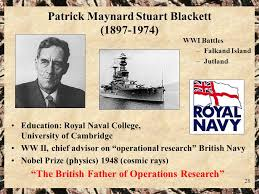 Patrick Maynard Stuart Blackett
(1897-1974)
WWI Battles
– Falkand Island
– Jutland
ROYAL
NAVY
• Education: Royal Naval College,
University of Cambridge
• WW II, chief advisor on “operational research” British
Navy
• Nobel Prize (physics) 1948 (cosmic rays)
“The British Father of Operations Research”
28